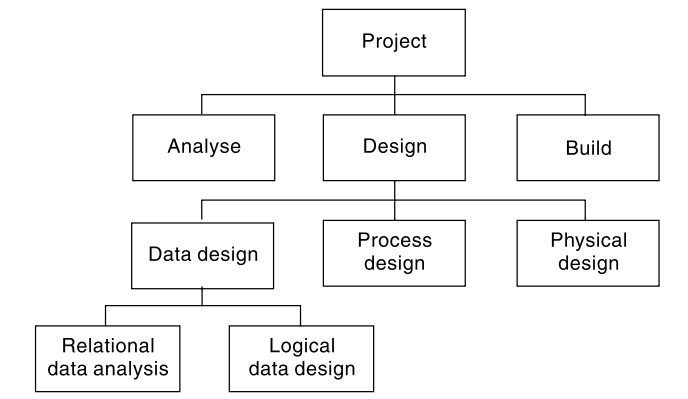 Project
Analyse
Design
Build
Data design
Process
design
Physical
design
Relational
data analysis
Logical
data design